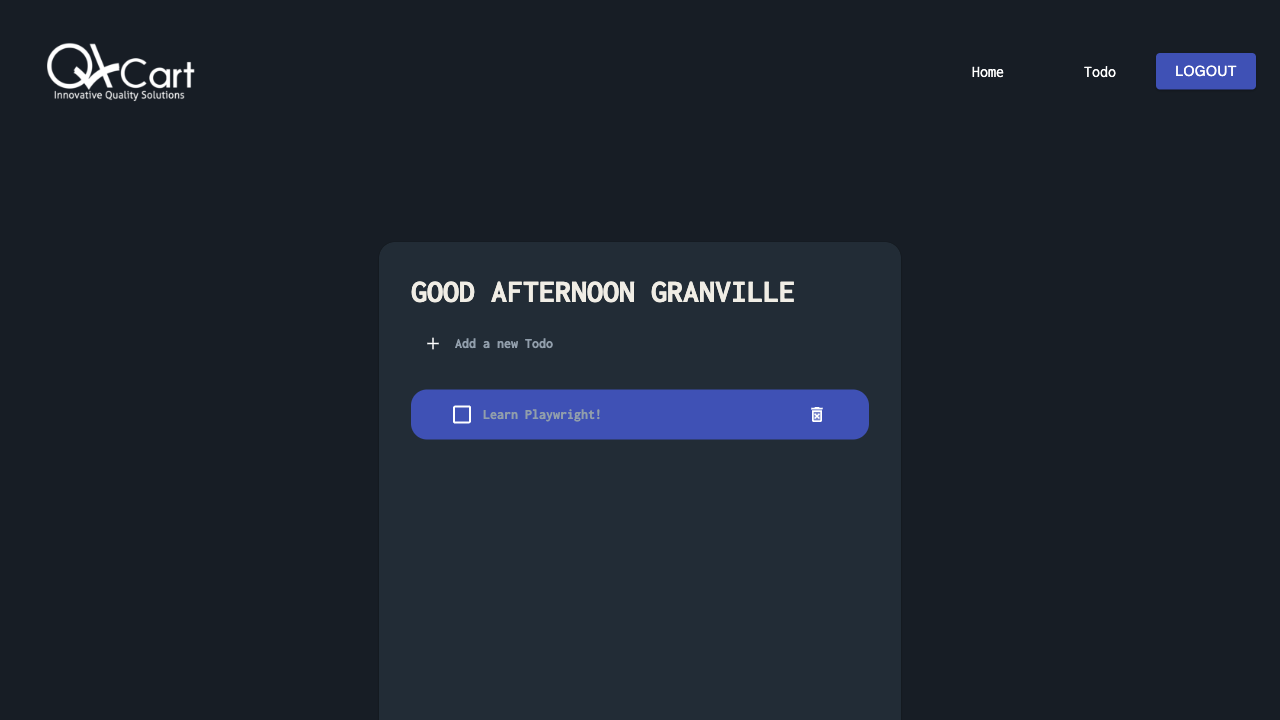 QACart
Innovative Quality Solutions
Home
Todo
LOGOUT
GOOD AFTERNOON GRANVILLE
Add a new Todo
Learn Playwright!